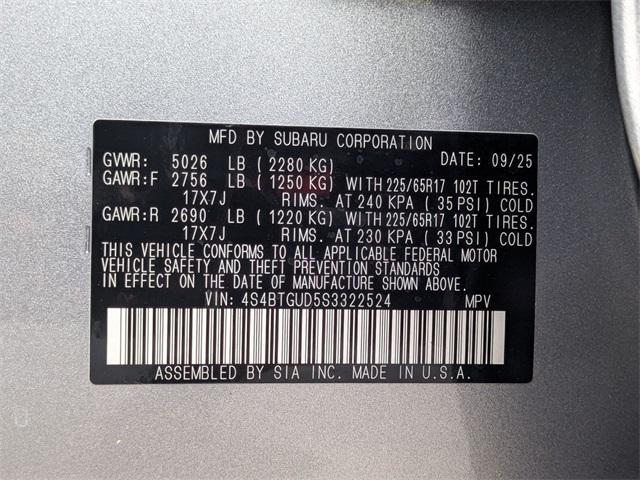 MFD BY SUBARU CORPORATION
GVWR: 5026 LB (2280 KG) DATE: 09/25
GAWR:F 2756 LB (1250 KG) WITH 225/65R17 102T TIRES.
17X7J RIMS. AT 240 KPA (35 PSI) COLD
GAWR:R 2690 LB (1220 KG) WITH 225/65R17 102T TIRES.
17X7J RIMS. AT 230 KPA (33 PSI) COLD
THIS VEHICLE CONFORMS TO ALL APPLICABLE FEDERAL MOTOR
VEHICLE SAFETY AND THEFT PREVENTION STANDARDS
IN EFFECT ON THE DATE OF MANUFACTURE SHOWN ABOVE.
VIN: 4S4BTGUD5S3322524 MPV
ASSEMBLED BY SIA INC. MADE IN U.S.A.